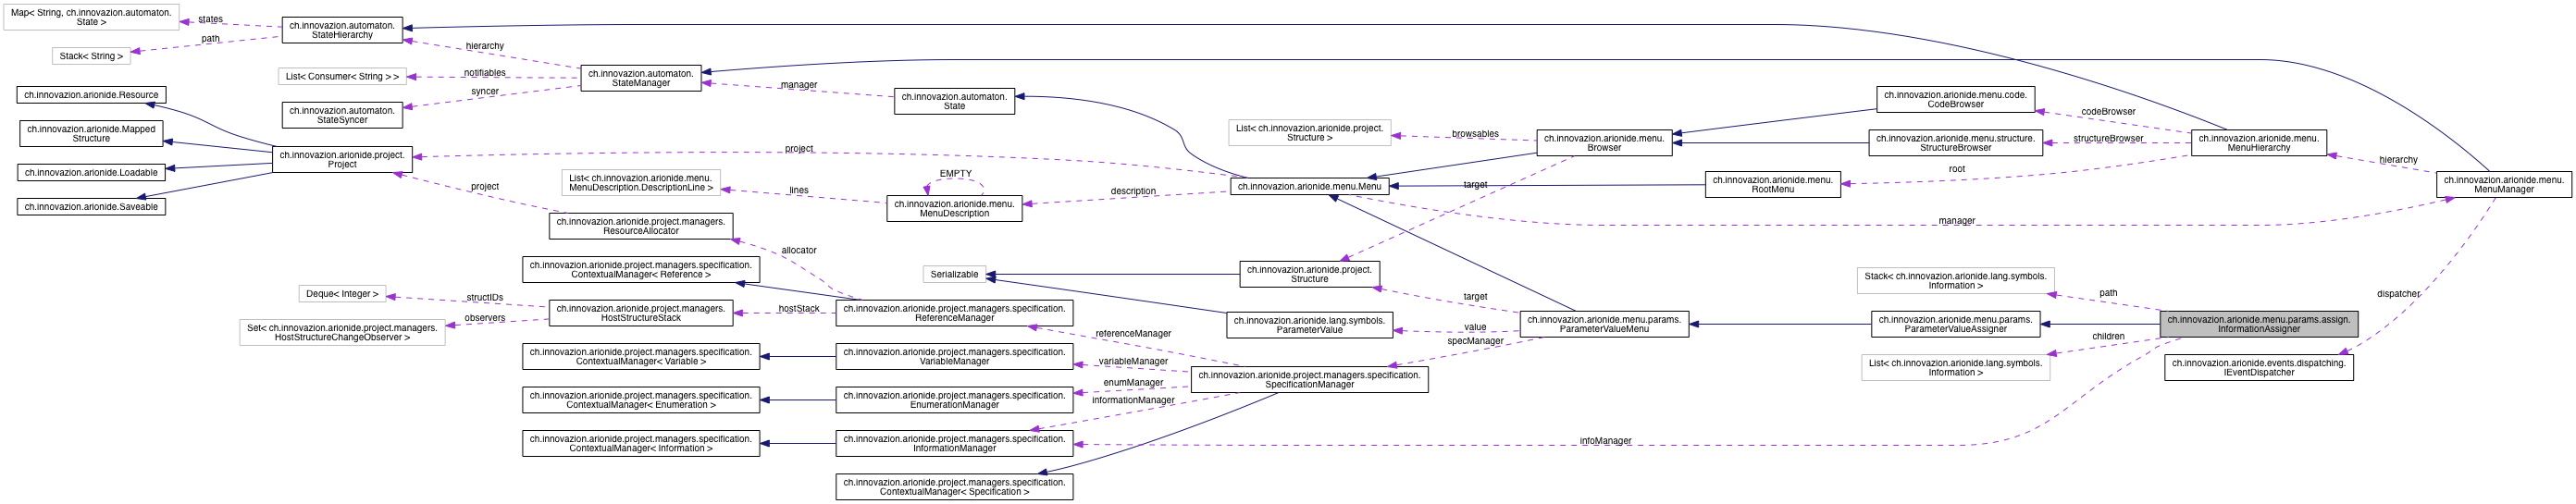 Map< String, ch.innovazion.automaton.
State >
states
ch.innovazion.automaton.
StateHierarchy
path
Stack< String >
hierarchy
List< Consumer< String > >
notifiables
ch.innovazion.automaton.
StateManager
syncer
ch.innovazion.automaton.
StateSyncer
manager
ch.innovazion.automaton.
State
ch.innovazion.arionide.Resource
ch.innovazion.arionide.Mapped
Structure
ch.innovazion.arionide.Loadable
ch.innovazion.arionide.Saveable
ch.innovazion.arionide.project.
Project
project
project
List< ch.innovazion.arionide.menu.
MenuDescription.DescriptionLine >
lines
EMPTY
ch.innovazion.arionide.menu.
MenuDescription
description
ch.innovazion.arionide.menu.Menu
List< ch.innovazion.arionide.project.
Structure >
browsables
ch.innovazion.arionide.menu.
Browser
target
ch.innovazion.arionide.menu.code.
CodeBrowser
codeBrowser
ch.innovazion.arionide.menu.structure.
StructureBrowser
structureBrowser
ch.innovazion.arionide.menu.
RootMenu
root
ch.innovazion.arionide.menu.
MenuHierarchy
hierarchy
ch.innovazion.arionide.menu.
MenuManager
manager
dispatcher
ch.innovazion.arionide.project.managers.
ResourceAllocator
allocator
ch.innovazion.arionide.project.managers.specification.
ContextualManager< Reference >
Deque< Integer >
structIDs
Set< ch.innovazion.arionide.project.managers.
HostStructureChangeObserver >
observers
ch.innovazion.arionide.project.managers.
HostStructureStack
hostStack
ch.innovazion.arionide.project.managers.specification.
ReferenceManager
referenceManager
ch.innovazion.arionide.project.managers.specification.
ContextualManager< Variable >
ch.innovazion.arionide.project.managers.specification.
VariableManager
variableManager
ch.innovazion.arionide.project.managers.specification.
ContextualManager< Enumeration >
ch.innovazion.arionide.project.managers.specification.
EnumerationManager
enumManager
ch.innovazion.arionide.project.managers.specification.
ContextualManager< Information >
ch.innovazion.arionide.project.managers.specification.
InformationManager
informationManager
ch.innovazion.arionide.project.managers.specification.
ContextualManager< Specification >
ch.innovazion.arionide.project.managers.specification.
SpecificationManager
specManager
Serializable
ch.innovazion.arionide.project.
Structure
target
ch.innovazion.arionide.lang.symbols.
ParameterValue
value
ch.innovazion.arionide.menu.params.
ParameterValueMenu
ch.innovazion.arionide.menu.params.
ParameterValueAssigner
Stack< ch.innovazion.arionide.lang.symbols.
Information >
path
ch.innovazion.arionide.menu.params.assign.
InformationAssigner
List< ch.innovazion.arionide.lang.symbols.
Information >
children
ch.innovazion.arionide.events.dispatching.
IEventDispatcher
infoManager